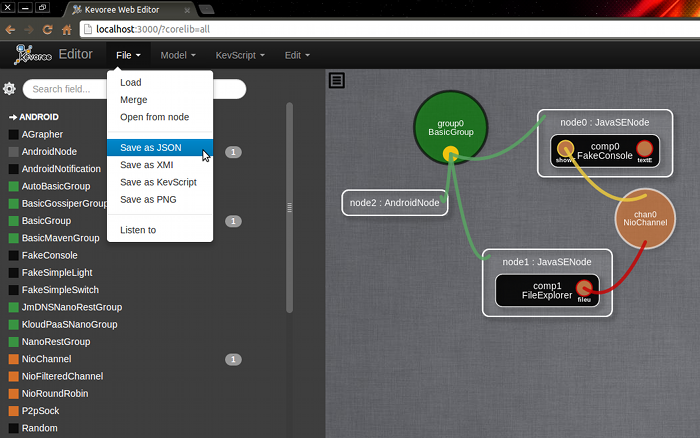 Kevoree Web Editor
localhost:3000/?corelib=all
Kevoree Editor File Model KevScript Edit
Search field...
Load
Merge
Open from node
Save as JSON
Save as XMI
Save as KevScript
Save as PNG
Listen to
ANDROID
AGrapher
AndroidNode 1
AndroidNotification
AutoBasicGroup
BasicGossiperGroup
BasicGroup 1
BasicMavenGroup
FakeConsole
FakeSimpleLight
FakeSimpleSwitch
JmDNSNanoRestGroup
KloudPaaSNanoGroup
NanoRestGroup
NioChannel 1
NioFilteredChannel
NioRoundRobin
P2pSock
Random
group0
BasicGroup
node0 : JavaSENode
comp0
FakeConsole
showt
textE
node2 : AndroidNode
chan0
NioChannel
node1 : JavaSENode
comp1
FileExplorer
fileu